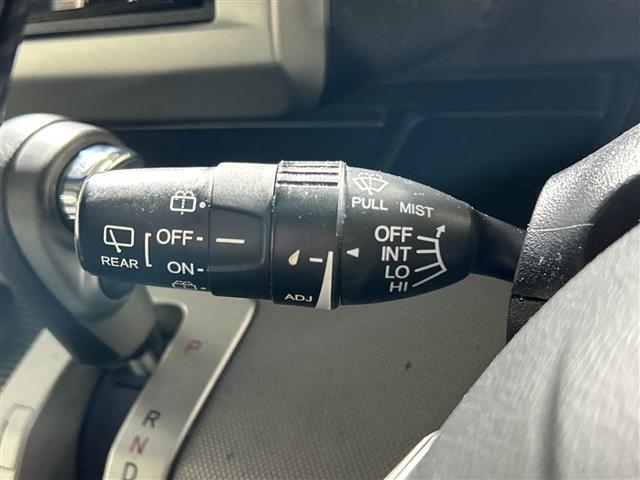 PULL MIST
OFF
INT
LO
HI
OFF
ON
REAR
ADJ
P
R
N
D